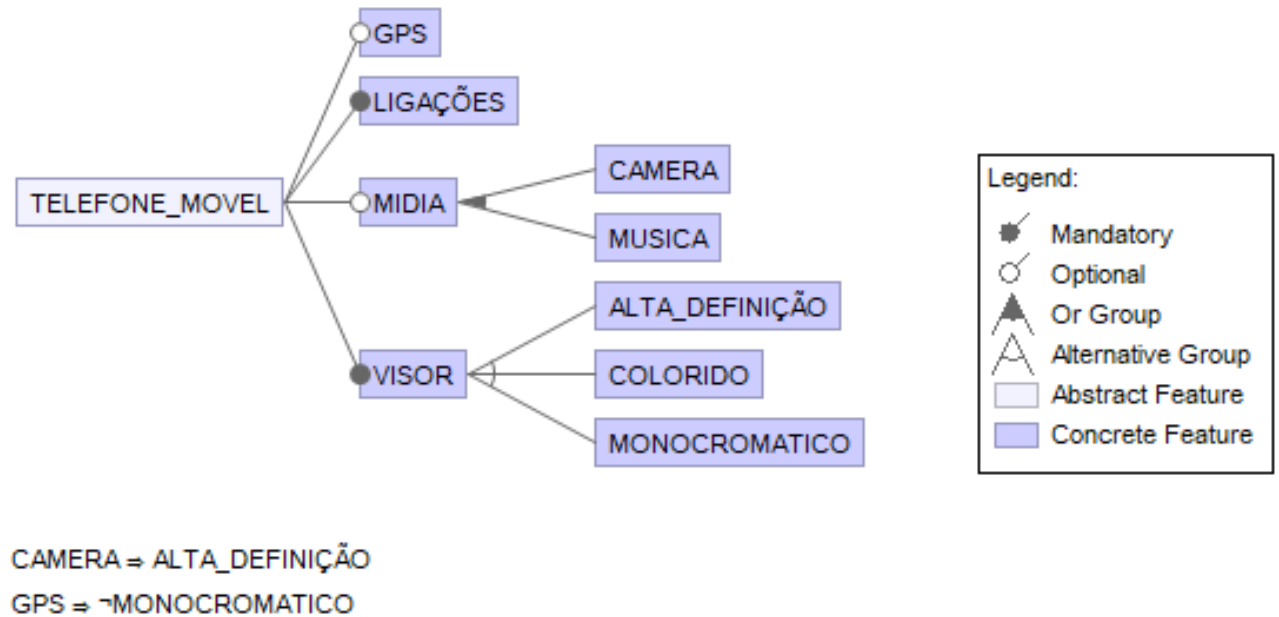 GPS
LIGAÇÕES
TELEFONE_MOVEL
MIDIA
CAMERA
MUSICA
VISOR
ALTA_DEFINIÇÃO
COLORIDO
MONOCROMATICO
Legend:
Mandatory
Optional
Or Group
Alternative Group
Abstract Feature
Concrete Feature
CAMERA ⇒ ALTA_DEFINIÇÃO
GPS ⇒ ¬MONOCROMATICO